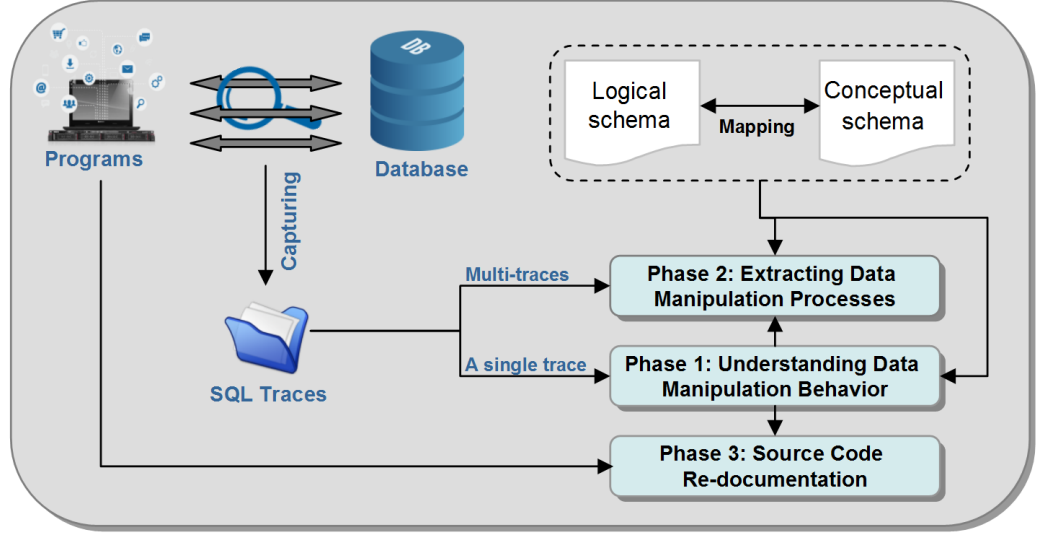 DB
Programs
Database
Logical
schema
Mapping
Conceptual
schema
Capturing
SQL Traces
Multi-traces
A single trace
Phase 2: Extracting Data
Manipulation Processes
Phase 1: Understanding Data
Manipulation Behavior
Phase 3: Source Code
Re-documentation